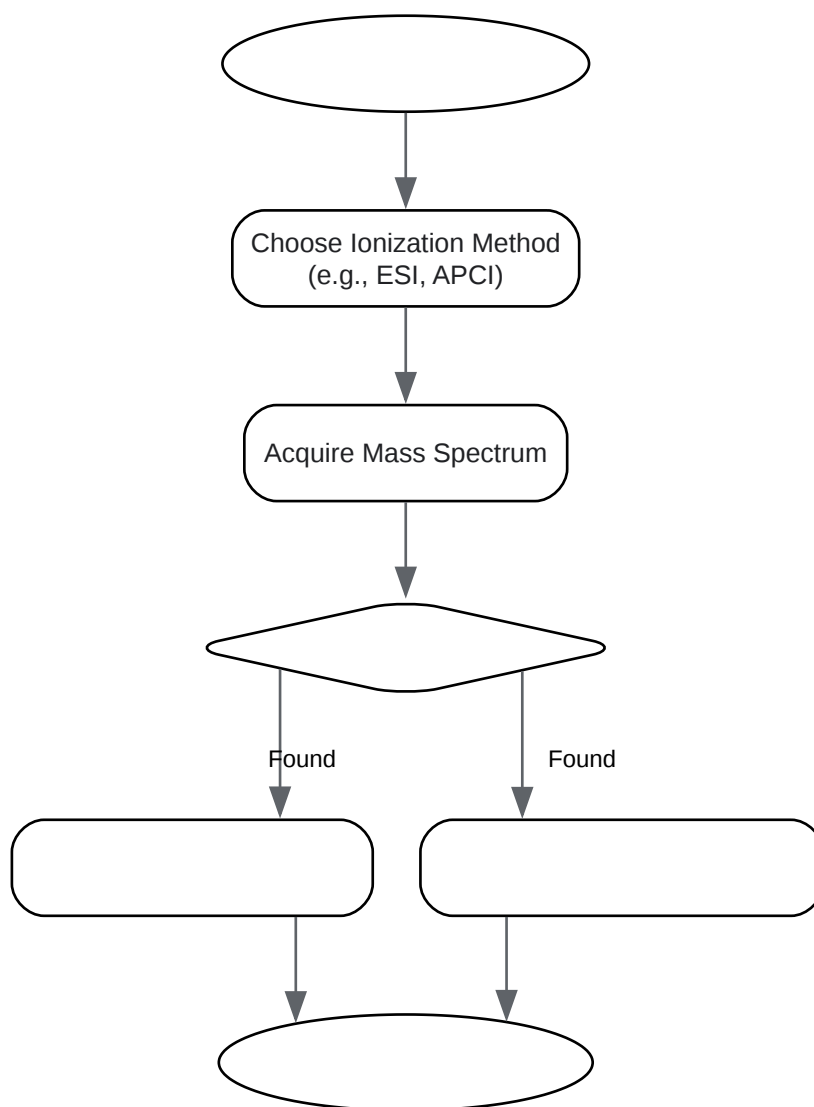 Choose Ionization Method
(e.g., ESI, APCI)
Acquire Mass Spectrum
Found
Found